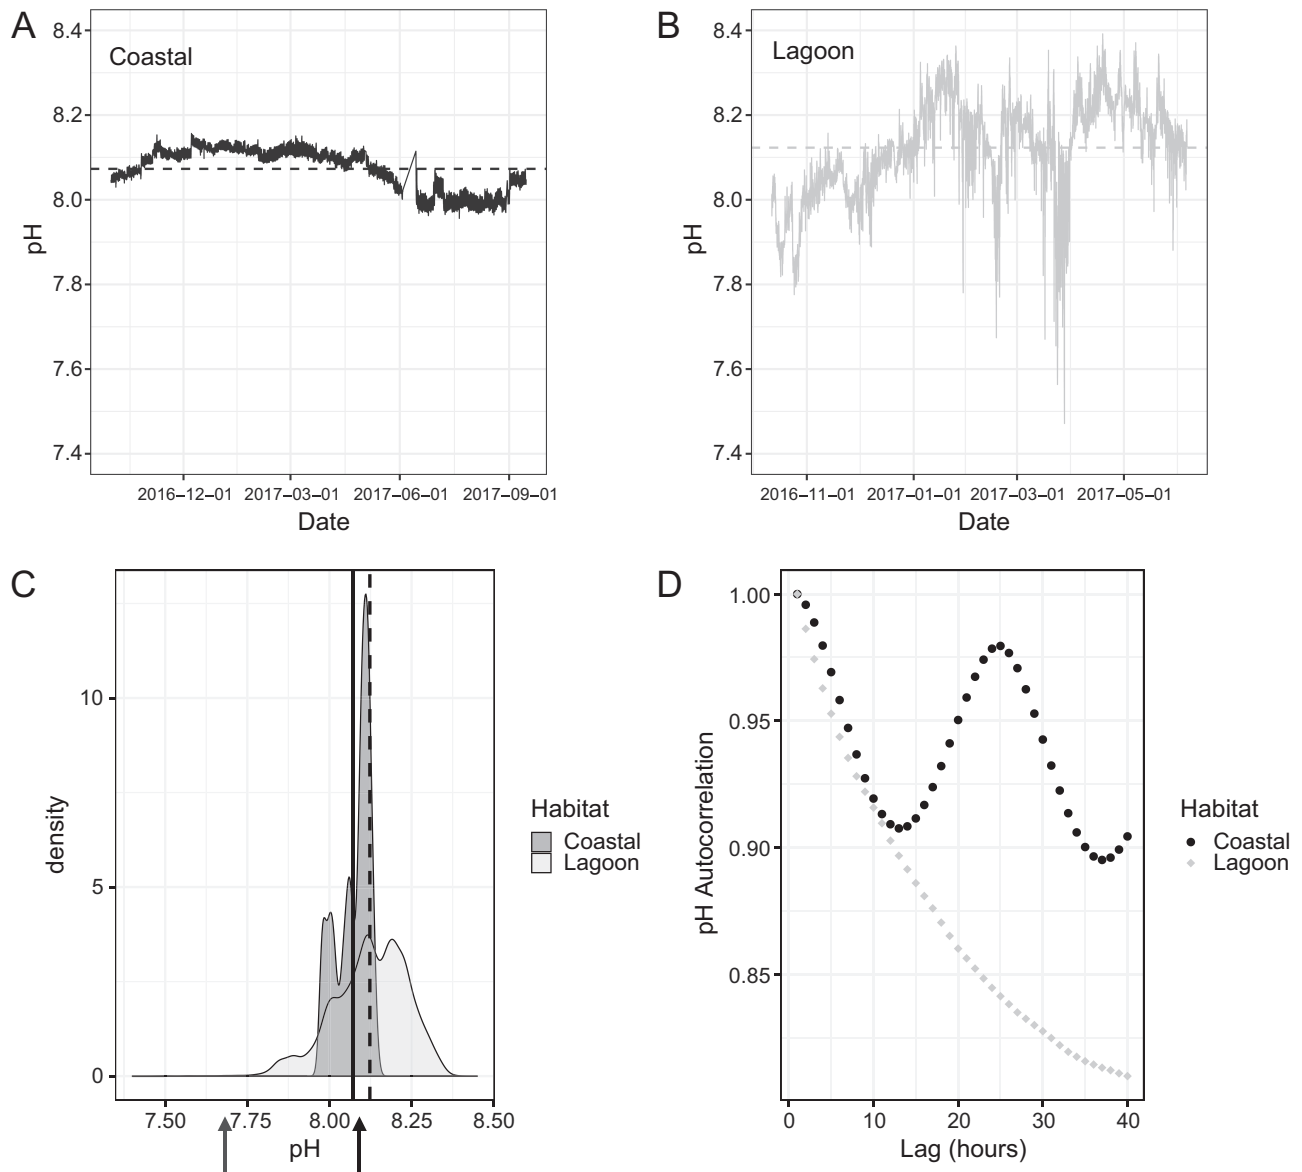 A
Coastal
8.4
8.2
8.0
7.8
7.6
7.4
pH
2016–12–01 2017–03–01 2017–06–01 2017–09–01
Date
B
Lagoon
8.4
8.2
8.0
7.8
7.6
7.4
pH
2016–11–01 2017–01–01 2017–03–01 2017–05–01
Date
C
10
5
0
density
7.50 7.75 8.00 8.25 8.50
pH
Habitat
Coastal
Lagoon
D
1.00
0.95
0.90
0.85
pH Autocorrelation
0 10 20 30 40
Lag (hours)
Habitat
Coastal
Lagoon